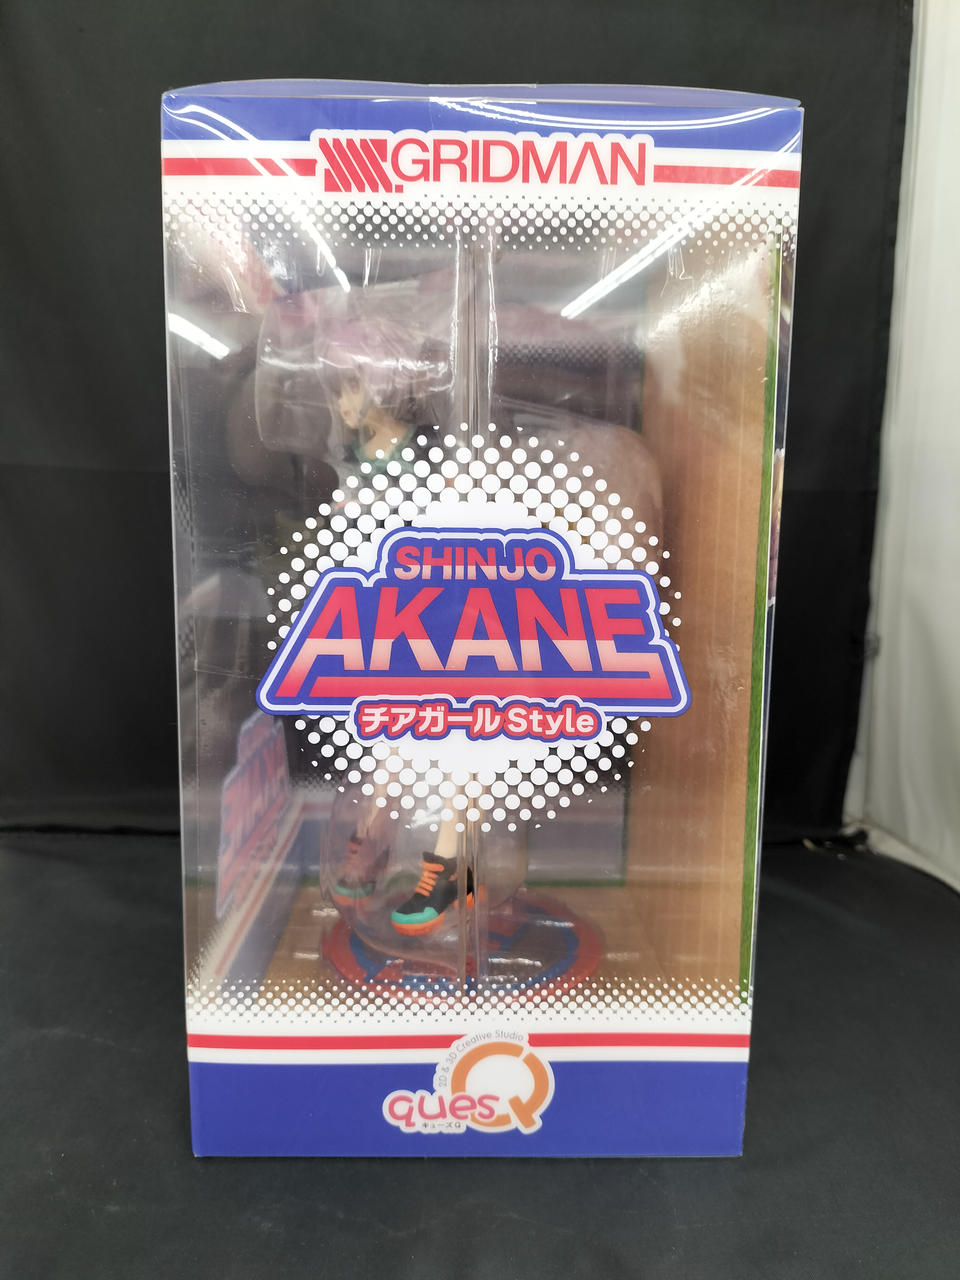 SSSS.GRIDMAN
SHINJO
AKANE
チアガールStyle
2D & 3D Creative Studio
quesQ
キューズQ